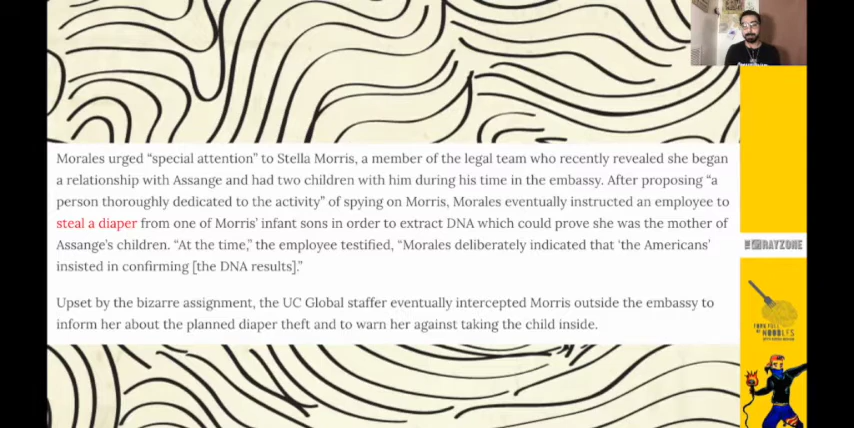 Morales urged “special attention” to Stella Morris, a member of the legal team who recently revealed she began
a relationship with Assange and had two children with him during his time in the embassy. After proposing “a
person thoroughly dedicated to the activity” of spying on Morris, Morales eventually instructed an employee to
steal a diaper from one of Morris’ infant sons in order to extract DNA which could prove she was the mother of
Assange’s children. “At the time,” the employee testified, “Morales deliberately indicated that ‘the Americans’
insisted in confirming [the DNA results].”
Upset by the bizarre assignment, the UC Global staffer eventually intercepted Morris outside the embassy to
inform her about the planned diaper theft and to warn her against taking the child inside.
THE GRAYZONE
FORK FULL
OF NOODLES